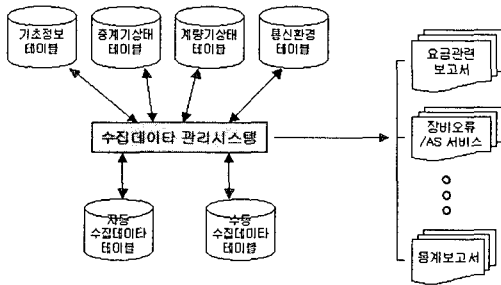 기초정보
테이블
중계기상태
테이블
계량기상태
테이블
통신환경
테이블
수집데이타 관리시스템
자동
수집데이타
테이블
수동
수집데이타
테이블
요금관련
보고서
장비오류
/AS 서비스
통계보고서